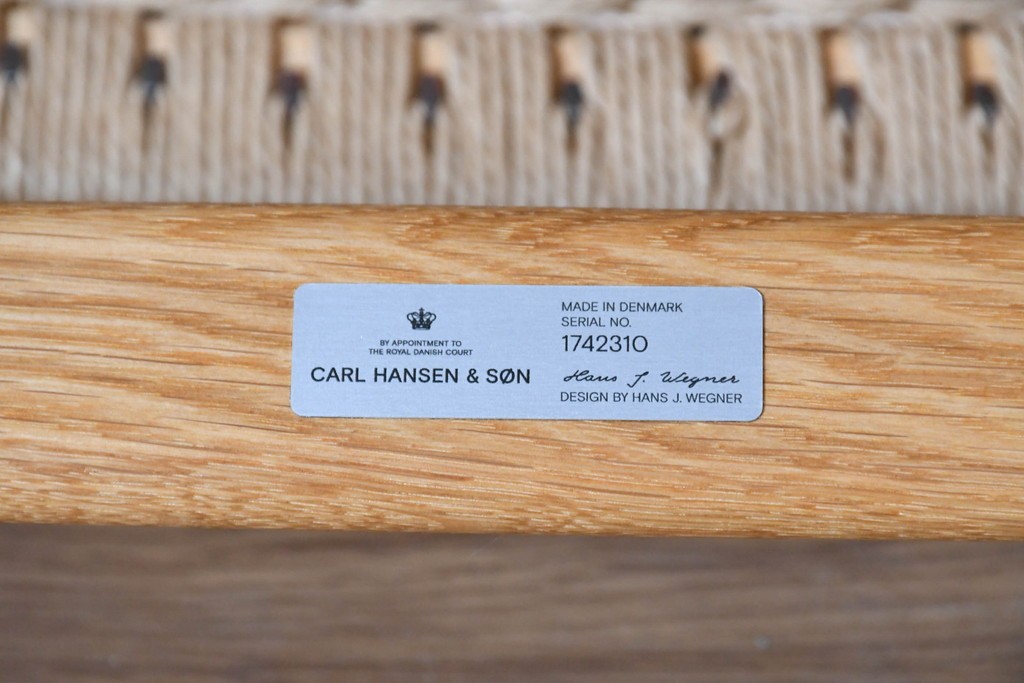 BY APPOINTMENT TO
THE ROYAL DANISH COURT
CARL HANSEN & SØN
MADE IN DENMARK
SERIAL NO.
1742310
Hans J. Wegner
DESIGN BY HANS J. WEGNER